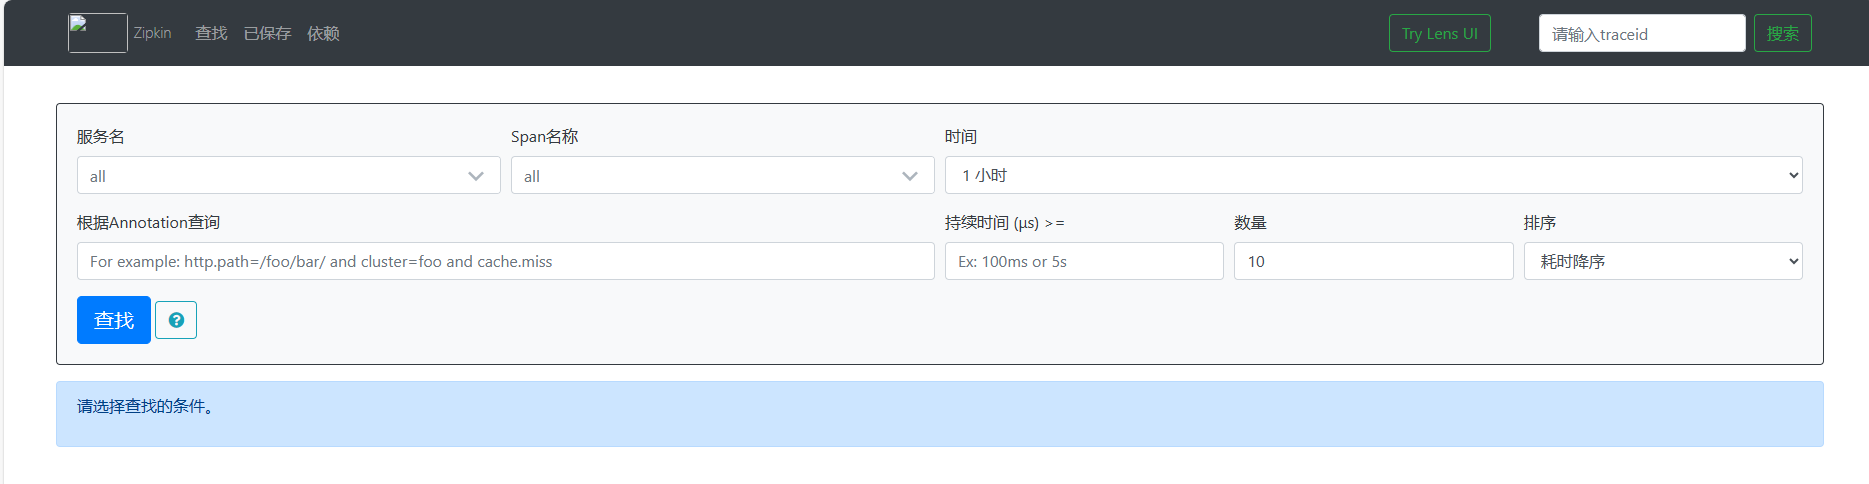 Zipkin 查找 已保存 依赖 Try Lens UI 请输入traceid 搜索
服务名 Span名称 时间
all all 1 小时
根据Annotation查询 持续时间 (μs) >= 数量 排序
For example: http.path=/foo/bar/ and cluster=foo and cache.miss Ex: 100ms or 5s 10 耗时降序
查找 ?
请选择查找的条件。